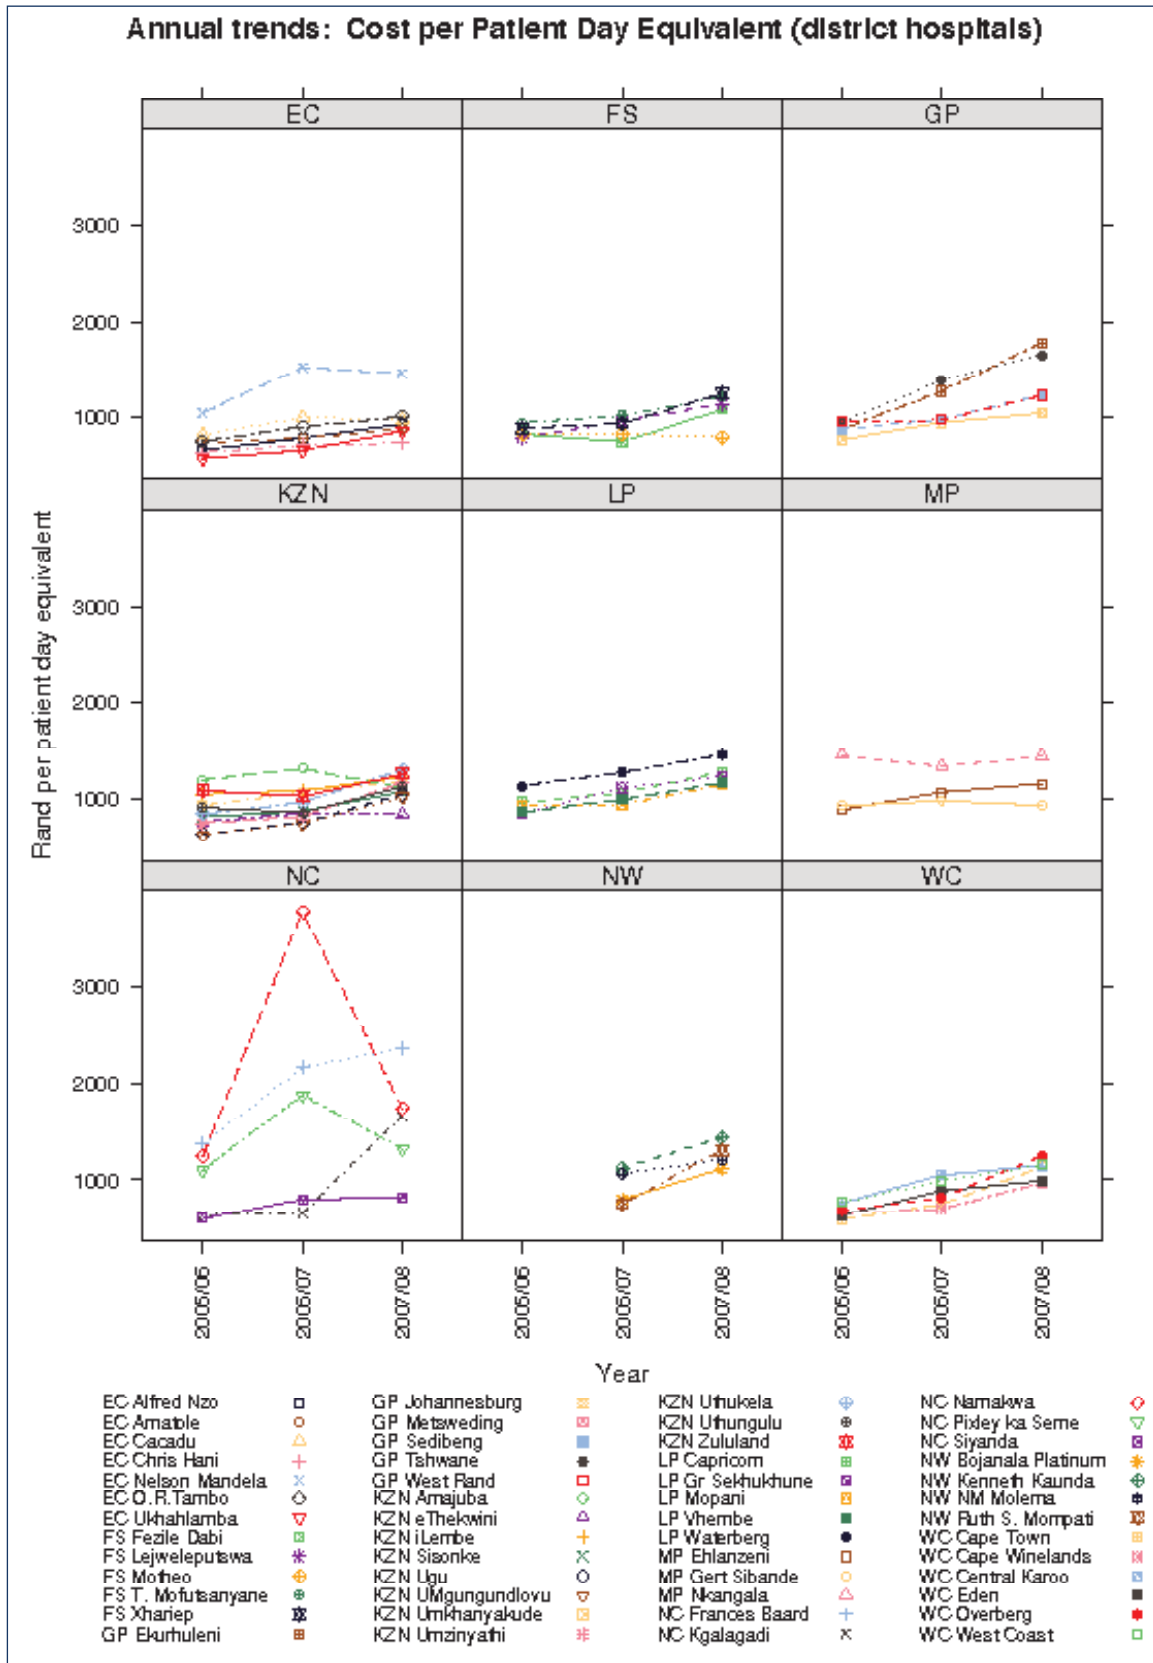 Annual trends: Cost per Patient Day Equivalent (district hospitals)
EC FS GP
3000
2000
1000
KZN LP MP
3000
2000
1000
NC NW WC
3000
2000
1000
Rand per patient day equivalent
2005/06 2006/07 2007/08 2005/06 2006/07 2007/08 2005/06 2006/07 2007/08
Year
EC Alfred Nzo
EC Amatole
EC Cacadu
EC Chris Hani
EC Nelson Mandela
EC O.R.Tambo
EC Ukhahlamba
FS Fezile Dabi
FS Lejweleputswa
FS Motheo
FS T. Mofutsanyane
FS Xhariep
GP Ekurhuleni
GP Johannesburg
GP Metsweding
GP Sedibeng
GP Tshwane
GP West Rand
KZN Amajuba
KZN eThekwini
KZN iLembe
KZN Sisonke
KZN Ugu
KZN UMgungundlovu
KZN Umkhanyakude
KZN Umzinyathi
KZN Uthukela
KZN Uthungulu
KZN Zululand
LP Capricorn
LP Gr Sekhukhune
LP Mopani
LP Vhembe
LP Waterberg
MP Ehlanzeni
MP Gert Sibande
MP Nkangala
NC Frances Baard
NC Kgalagadi
NC Namakwa
NC Pixley ka Seme
NC Siyanda
NW Bojanala Platinum
NW Kenneth Kaunda
NW NM Molema
NW Ruth S. Mompati
WC Cape Town
WC Cape Winelands
WC Central Karoo
WC Eden
WC Overberg
WC West Coast